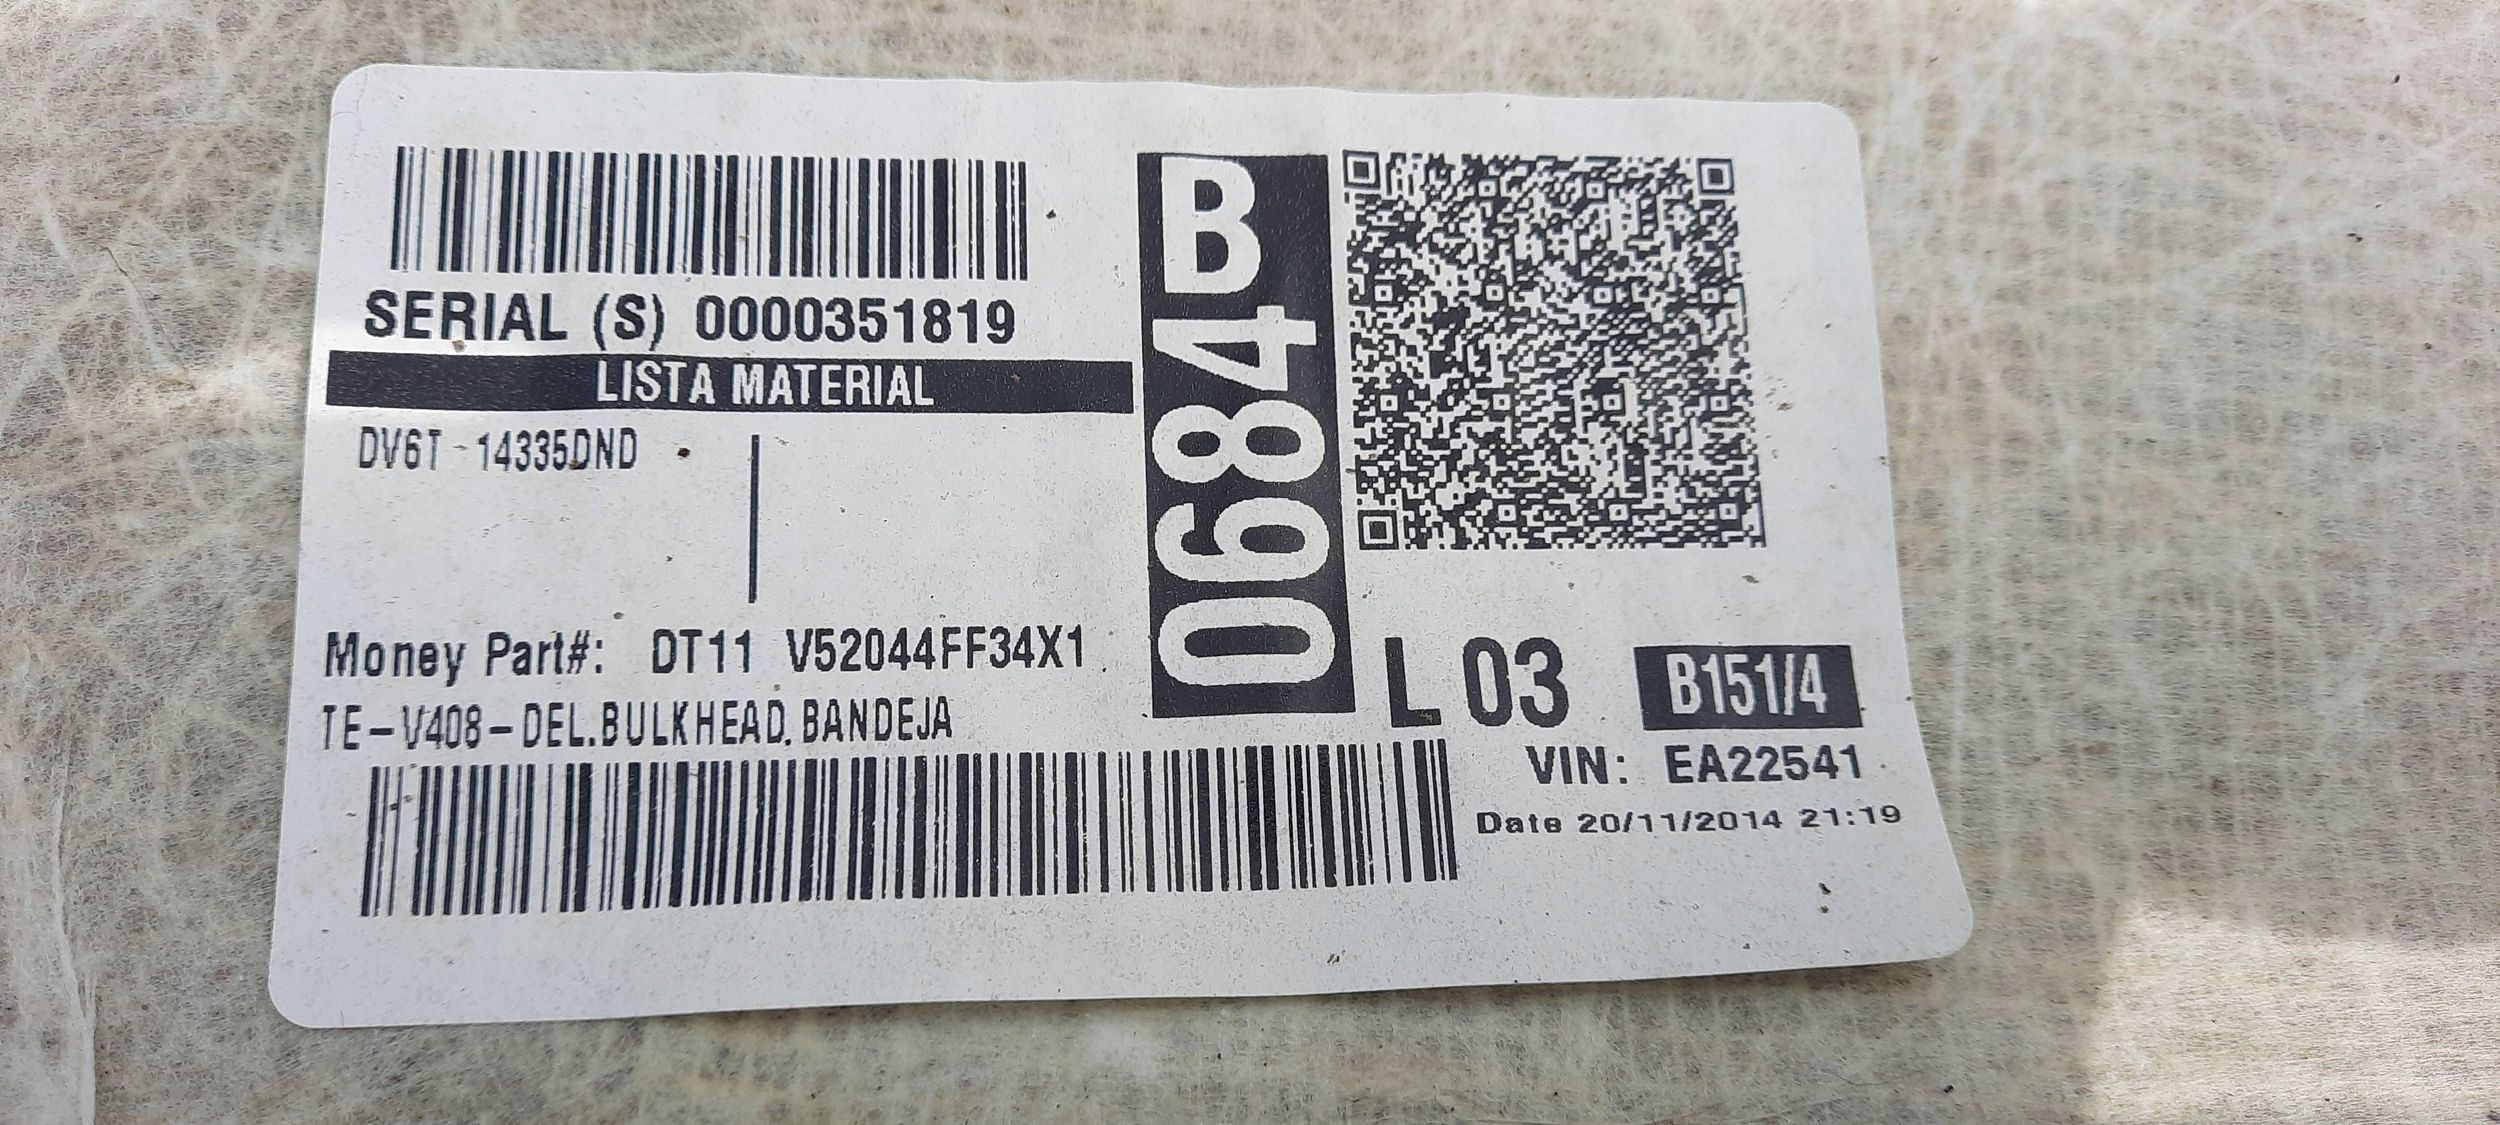 SERIAL (S) 0000351819
LISTA MATERIAL
DV6T - 14335DND
Money Part#: DT11 V52044FF34X1
TE-V408-DEL.BULKHEAD.BANDEJA
0684B
L 03
B151/4
VIN: EA22541
Date 20/11/2014 21:19